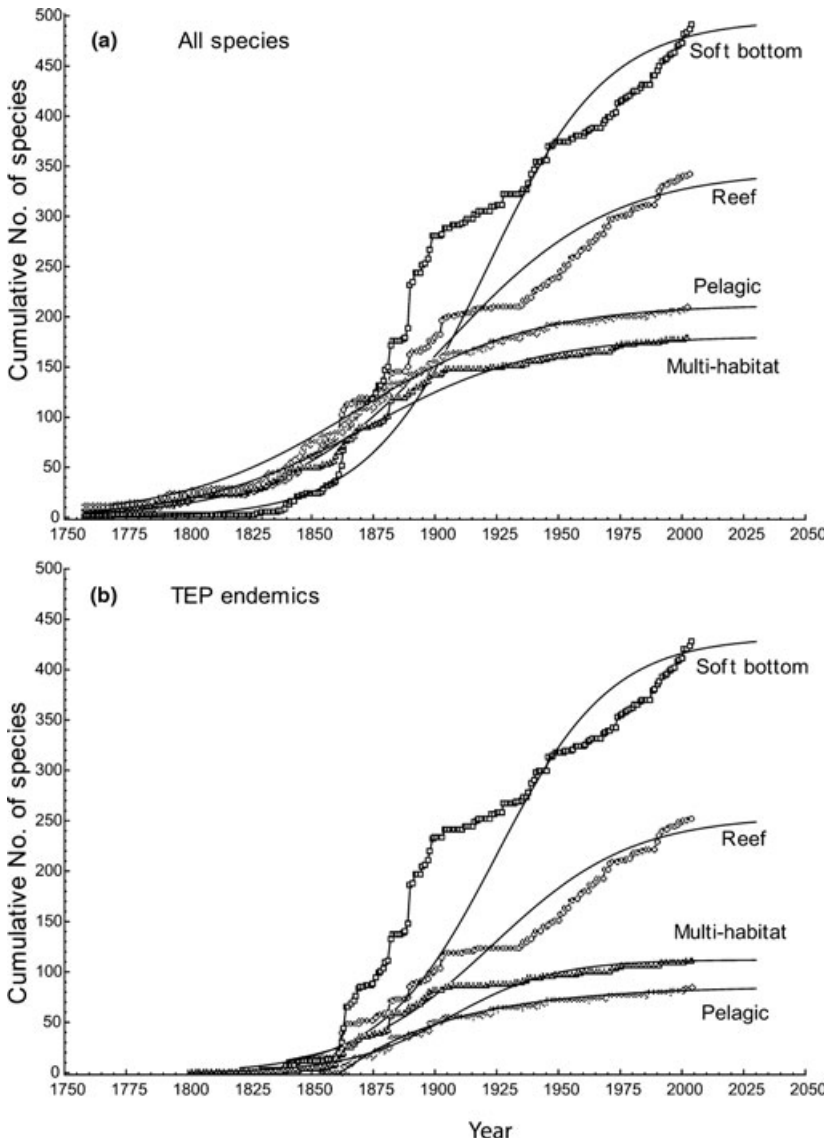 500
(a) All species
450
Soft bottom
400
350
Reef
300
250
Pelagic
200
Multi-habitat
150
100
50
0
Cumulative No. of species
1750 1775 1800 1825 1850 1875 1900 1925 1950 1975 2000 2025 2050
500
(b) TEP endemics
450
Soft bottom
400
350
300
250
Reef
200
150
Multi-habitat
100
Pelagic
50
0
Cumulative No. of species
1750 1775 1800 1825 1850 1875 1900 1925 1950 1975 2000 2025 2050
Year